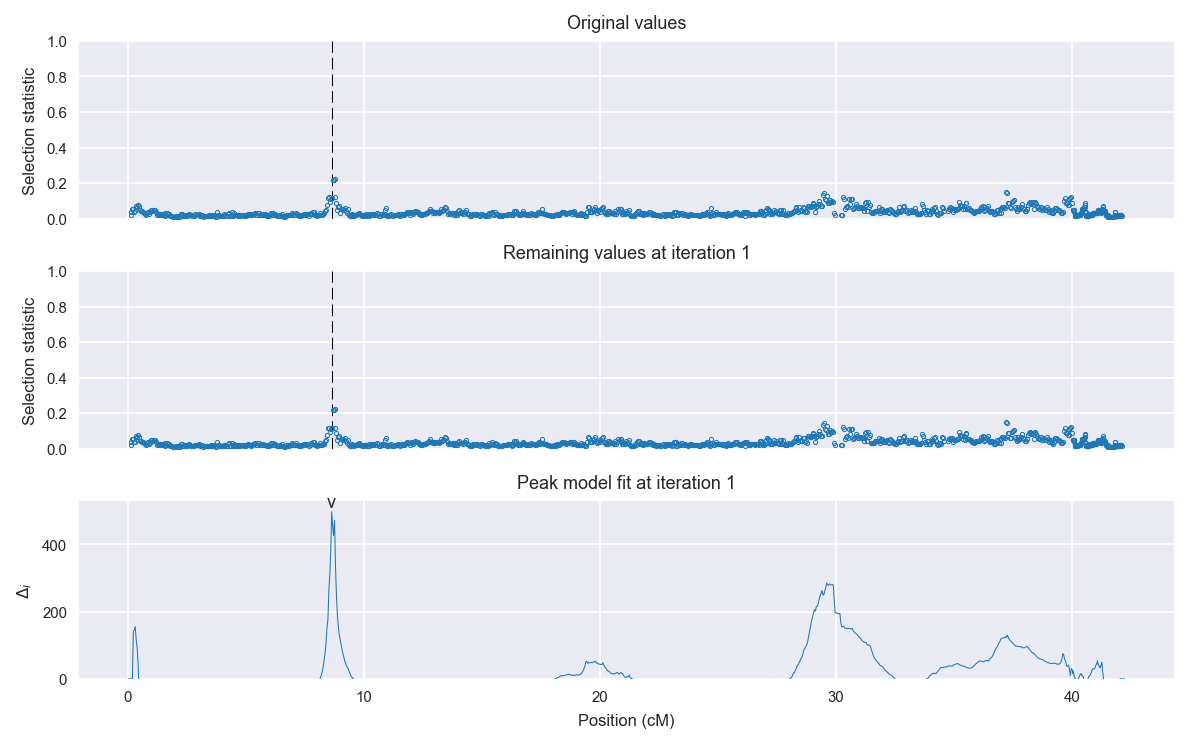 Original values
1.0
0.8
0.6
0.4
0.2
0.0
Selection statistic
Remaining values at iteration 1
1.0
0.8
0.6
0.4
0.2
0.0
Selection statistic
Peak model fit at iteration 1
v
400
200
0
Δi
0 10 20 30 40
Position (cM)